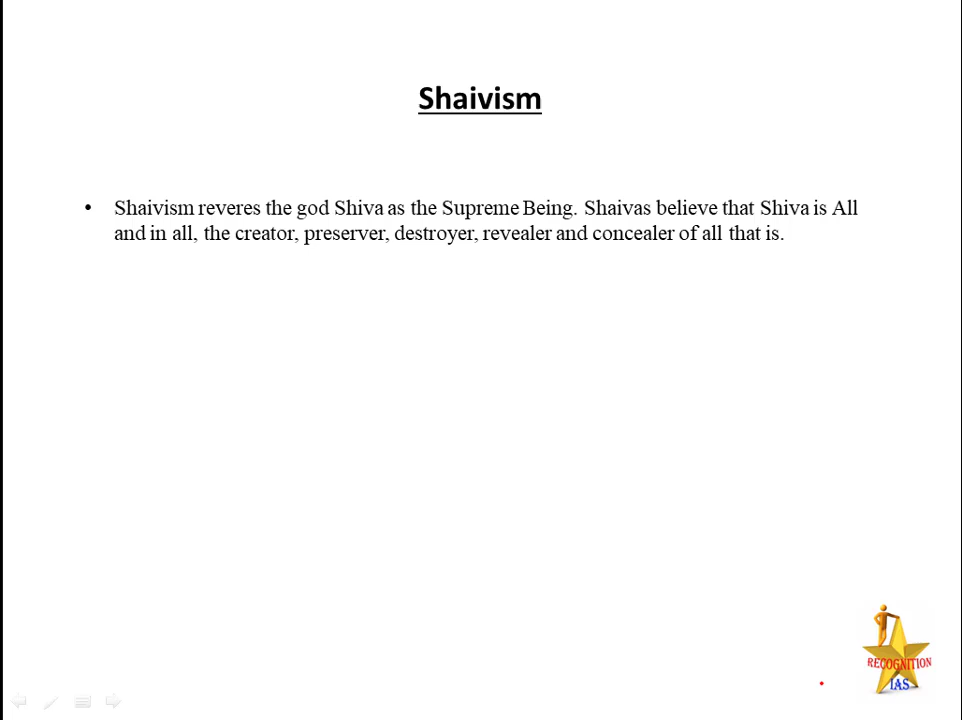 Shaivism
• Shaivism reveres the god Shiva as the Supreme Being. Shaivas believe that Shiva is All
and in all, the creator, preserver, destroyer, revealer and concealer of all that is.
RECOGNITION
IAS